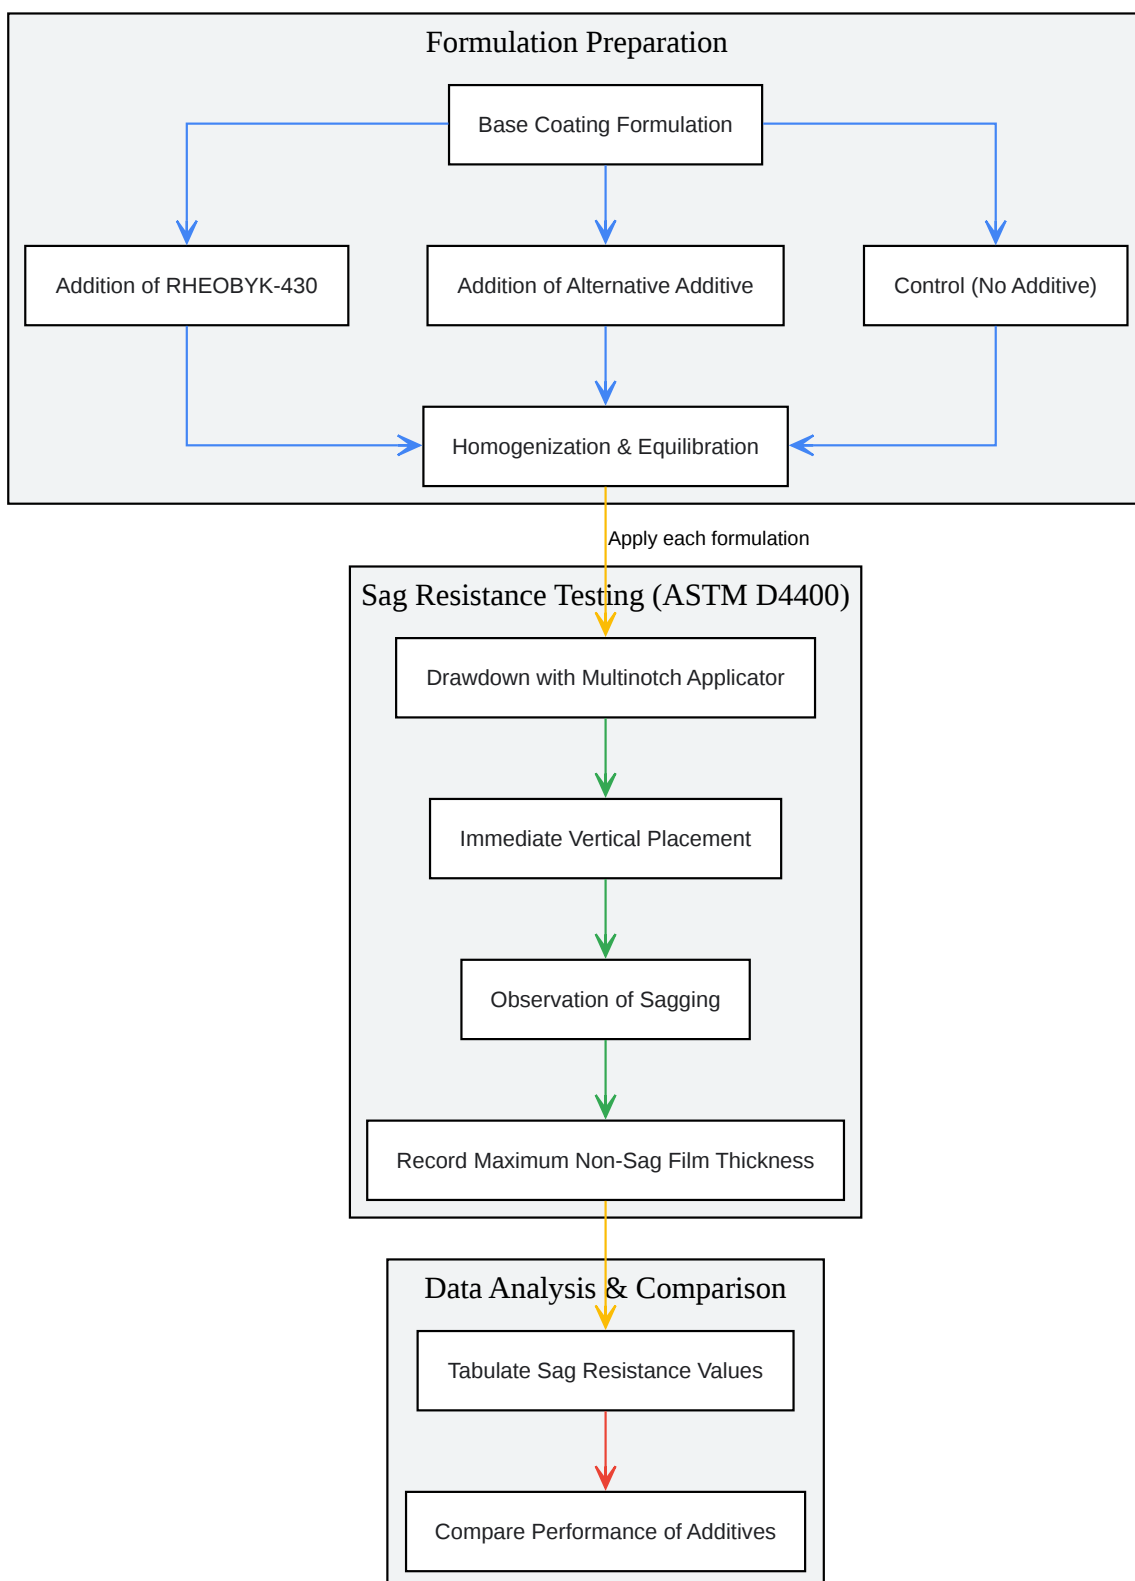 Formulation Preparation
Base Coating Formulation
Addition of RHEOBYK-430
Addition of Alternative Additive
Control (No Additive)
Homogenization & Equilibration
Apply each formulation
Sag Resistance Testing (ASTM D4400)
Drawdown with Multinotch Applicator
Immediate Vertical Placement
Observation of Sagging
Record Maximum Non-Sag Film Thickness
Data Analysis & Comparison
Tabulate Sag Resistance Values
Compare Performance of Additives